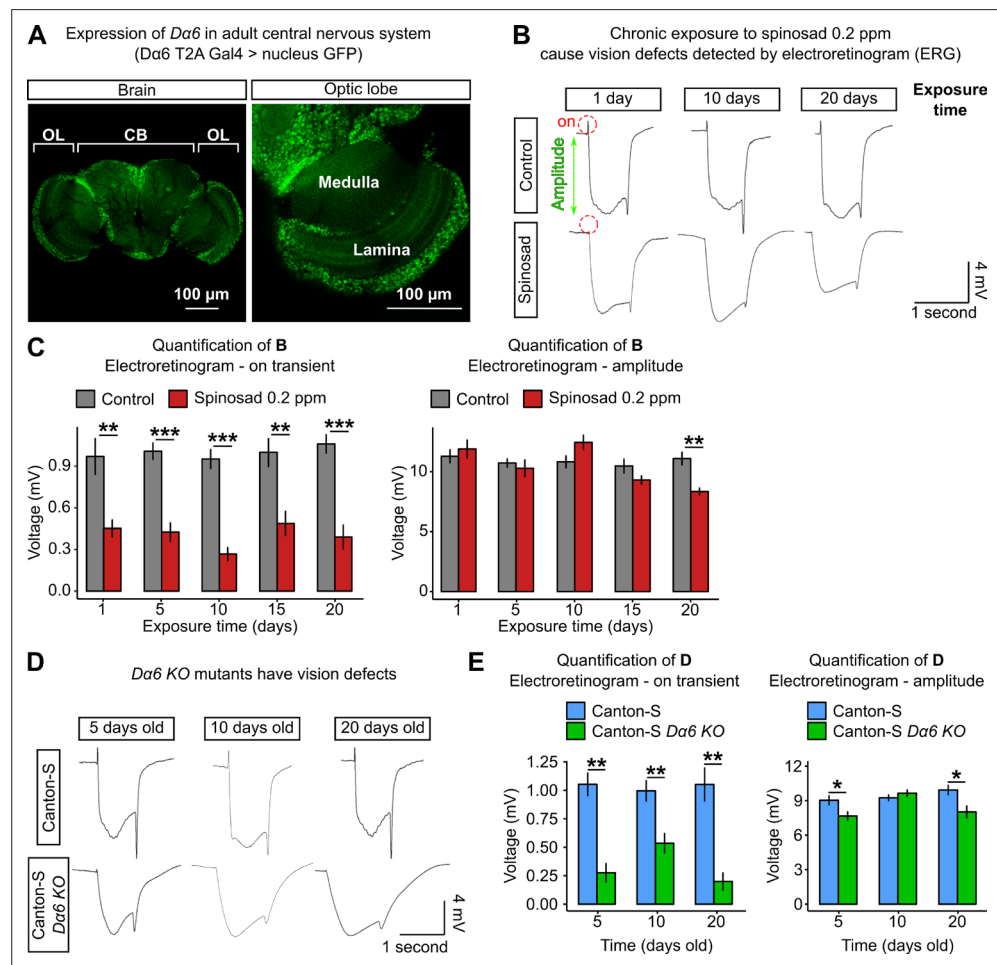 A
Expression of Dα6 in adult central nervous system
(Dα6 T2A Gal4 > nucleus GFP)
Brain
Optic lobe
OL
CB
OL
Medulla
Lamina
100 µm
100 µm
B
Chronic exposure to spinosad 0.2 ppm
cause vision defects detected by electroretinogram (ERG)
1 day
10 days
20 days
Exposure
time
on
Amplitude
Control
Spinosad
4 mV
1 second
C
Quantification of B
Electroretinogram - on transient
Control
Spinosad 0.2 ppm
Voltage (mV)
0.9
0.6
0.3
0.0
**
***
***
**
***
1
5
10
15
20
Exposure time (days)
Quantification of B
Electroretinogram - amplitude
Control
Spinosad 0.2 ppm
Voltage (mV)
10
5
0
**
1
5
10
15
20
Exposure time (days)
D
Dα6 KO mutants have vision defects
5 days old
10 days old
20 days old
Canton-S
Canton-S
Dα6 KO
4 mV
1 second
E
Quantification of D
Electroretinogram - on transient
Canton-S
Canton-S Dα6 KO
Voltage (mV)
1.25
1.00
0.75
0.50
0.25
0.00
**
**
**
5
10
20
Time (days old)
Quantification of D
Electroretinogram - amplitude
Canton-S
Canton-S Dα6 KO
Voltage (mV)
12
9
6
3
0
*
*
5
10
20
Time (days old)